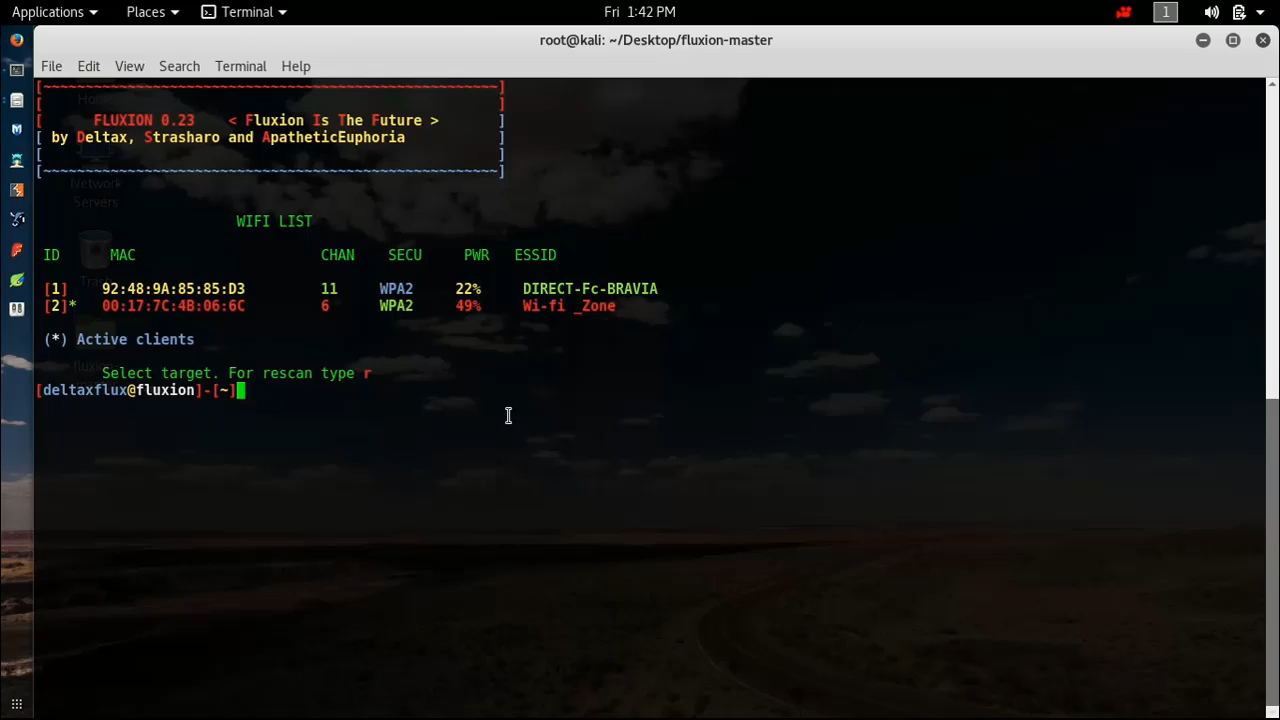 Applications Places Terminal Fri 1:42 PM 1
root@kali: ~/Desktop/fluxion-master
File Edit View Search Terminal Help
[~~~~~~~~~~~~~~~~~~~~~~~~~~~~~~~~~~~~~~~~~~~~~~~~~~~~~~]
[ ]
[ FLUXION 0.23 < Fluxion Is The Future > ]
[ by Deltax, Strasharo and ApatheticEuphoria ]
[ ]
[~~~~~~~~~~~~~~~~~~~~~~~~~~~~~~~~~~~~~~~~~~~~~~~~~~~~~~]
Network
Servers
WIFI LIST
ID MAC CHAN SECU PWR ESSID
[1] 92:48:9A:85:85:D3 11 WPA2 22% DIRECT-Fc-BRAVIA
[2]* 00:17:7C:4B:06:6C 6 WPA2 49% Wi-fi _Zone
(*) Active clients
Select target. For rescan type r
[deltaxflux@fluxion]-[~]